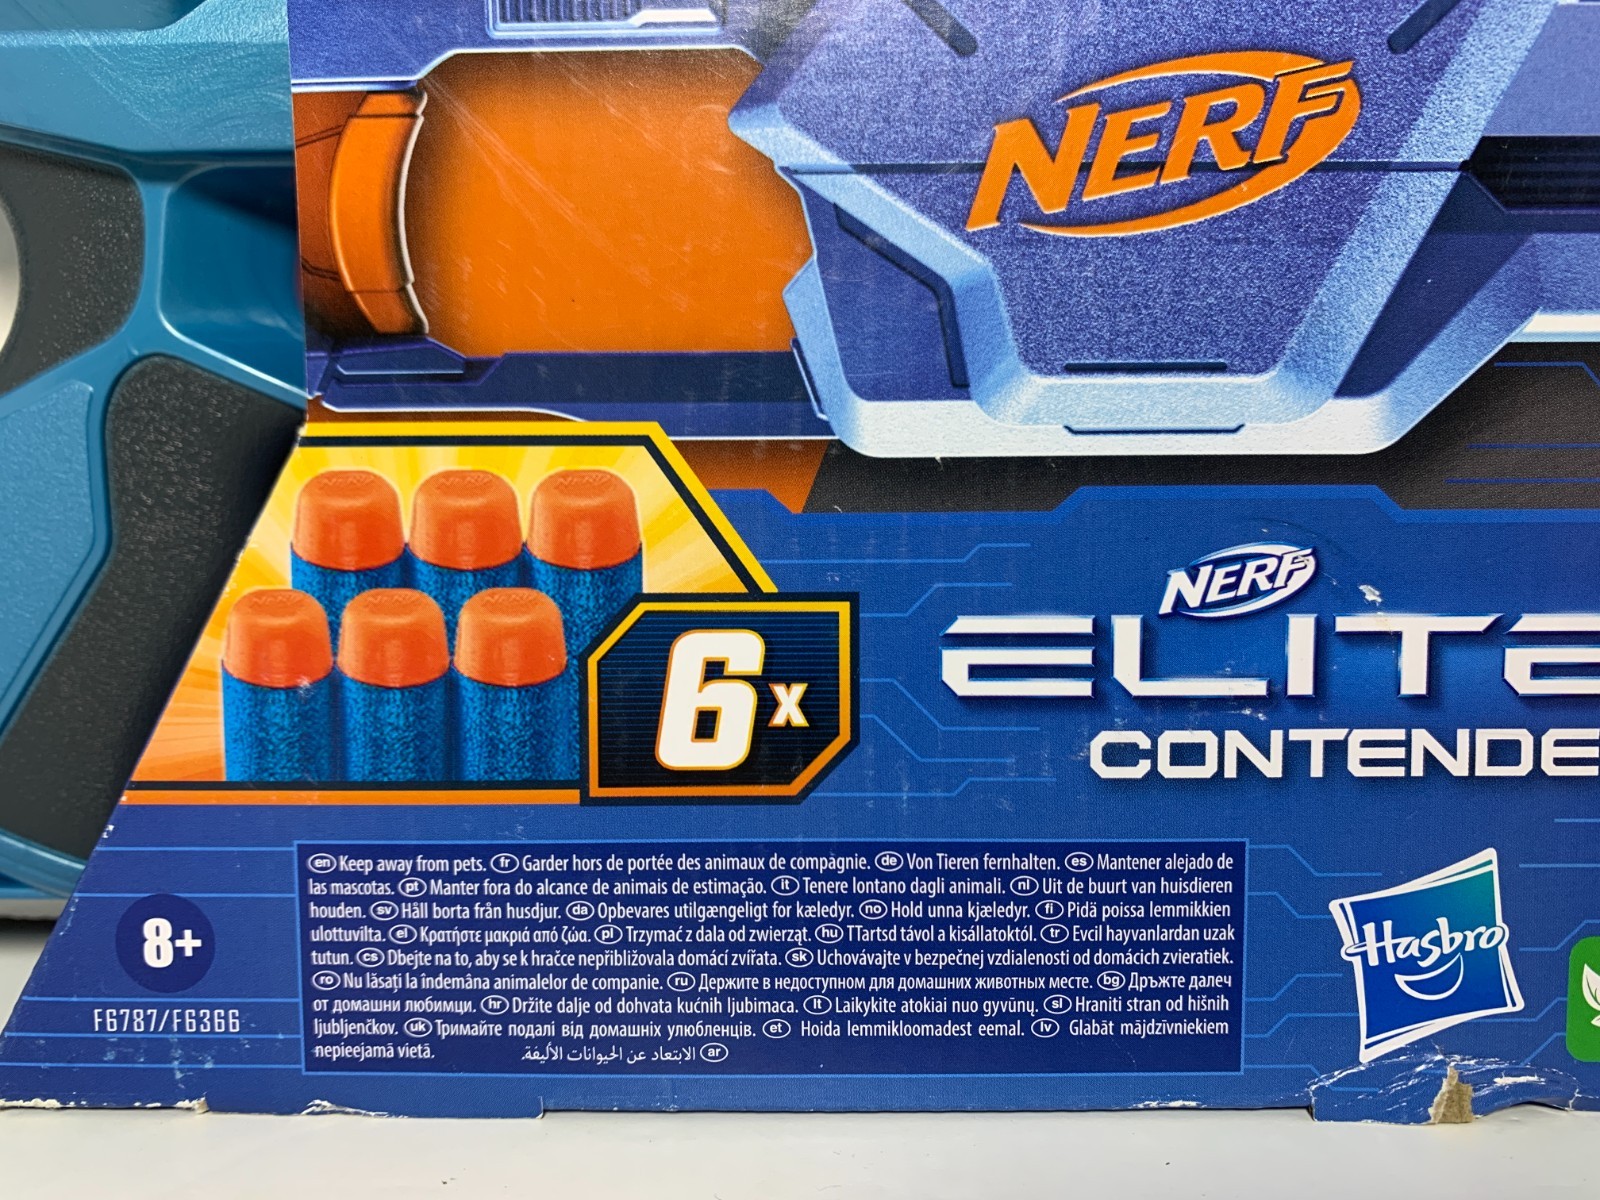 NERF
NERF
ELITE
CONTENDE
6x
8+
F6787/F6366
en Keep away from pets. fr Garder hors de portée des animaux de compagnie. de Von Tieren fernhalten. es Mantener alejado de
las mascotas. pt Manter fora do alcance de animais de estimação. it Tenere lontano dagli animali. nl Uit de buurt van huisdieren
houden. sv Håll borta från husdjur. da Opbevares utilgængeligt for kæledyr. no Hold unna kjæledyr. fi Pidä poissa lemmikkien
ulottuvilta. el Κρατήστε μακριά από ζώα. pl Trzymać z dala od zwierząt. hu TTartsd távol a kisállatoktól. tr Evcil hayvanlardan uzak
tutun. cs Dbejte na to, aby se k hračce nepřibližovala domácí zvířata. sk Uchovávajte v bezpečnej vzdialenosti od domácich zvieratiek.
ro Nu lăsați la îndemâna animalelor de companie. ru Держите в недоступном для домашних животных месте. bg Дръжте далеч
от домашни любимци. hr Držite dalje od dohvata kućnih ljubimaca. lt Laikykite atokiai nuo gyvūnų. sl Hraniti stran od hišnih
ljubljenčkov. uk Тримайте подалі від домашніх улюбленців. et Hoida lemmikloomadest eemal. lv Glabāt mājdzīvniekiem
nepieejamā vietā. ar الابتعاد عن الحيوانات الأليفة.
Hasbro